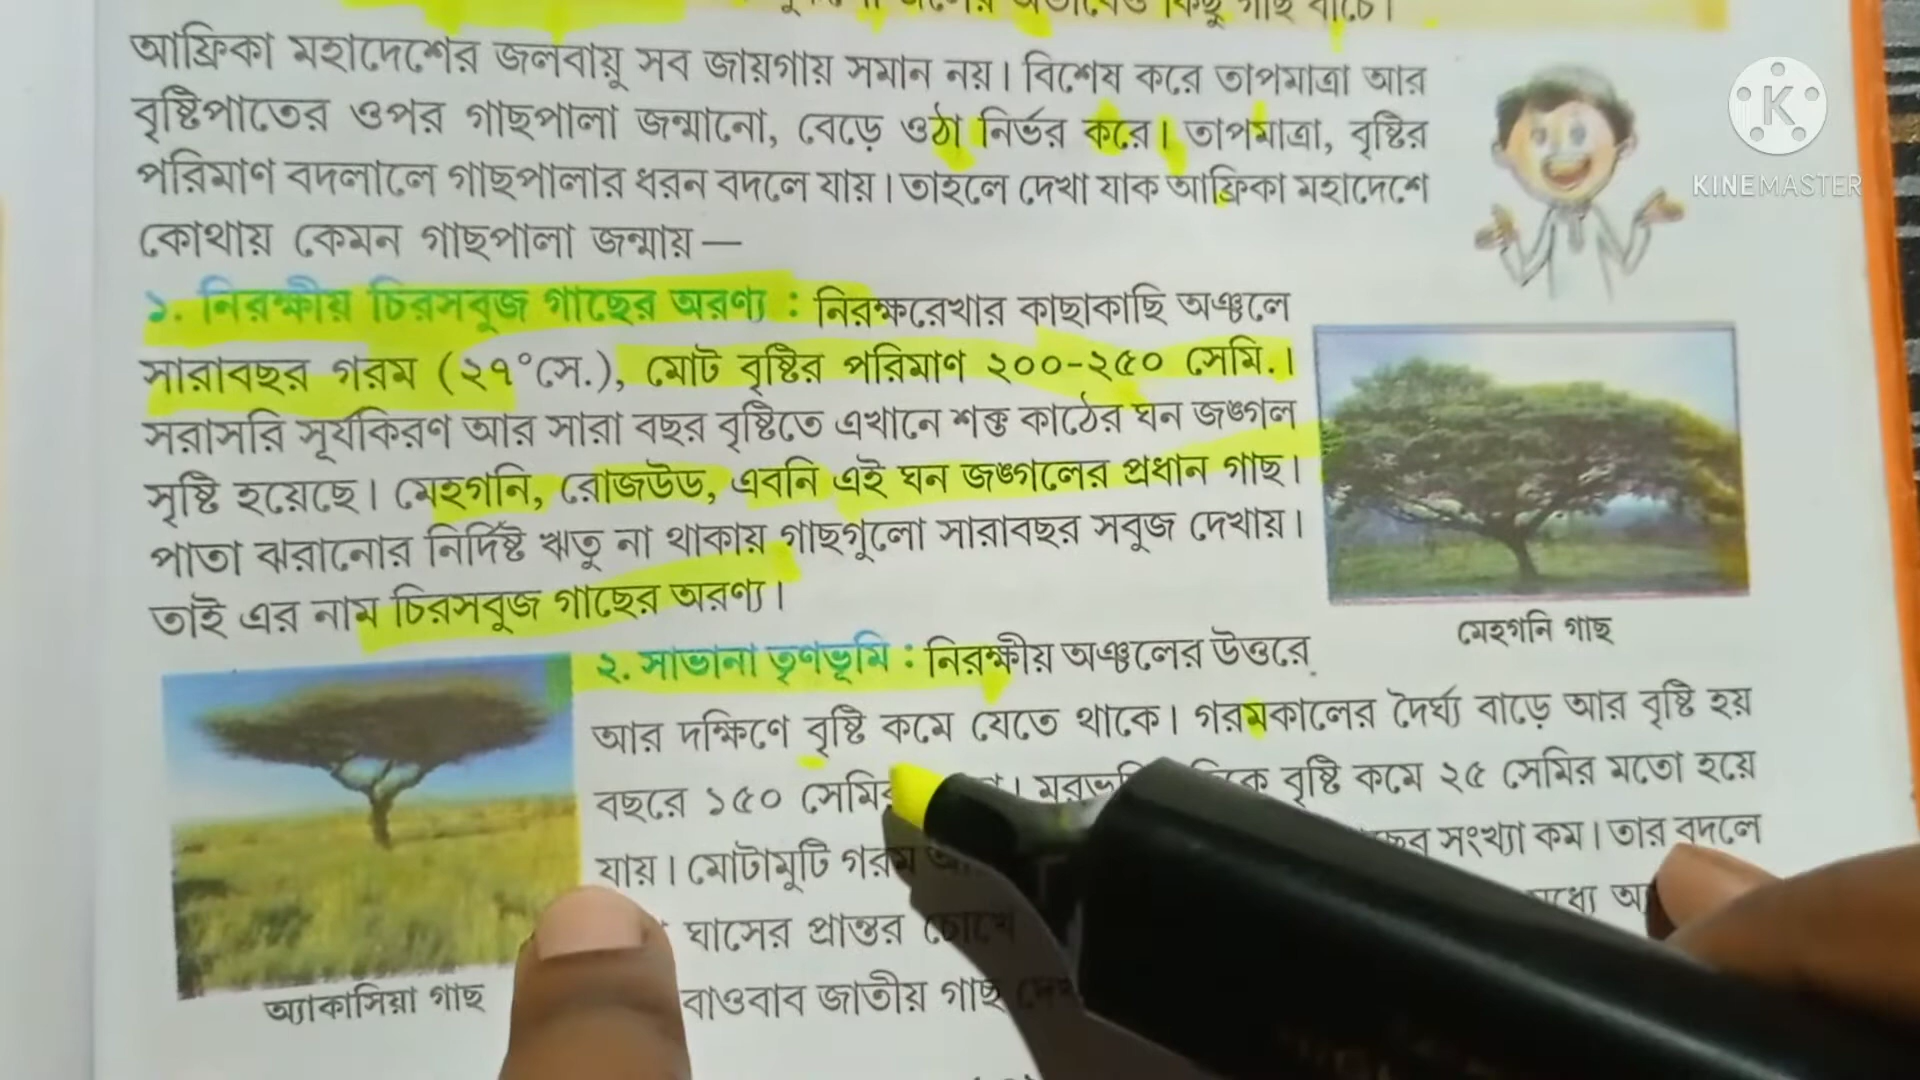 কিছু গাছ বাঁচে।
আফ্রিকা মহাদেশের জলবায়ু সব জায়গায় সমান নয়। বিশেষ করে তাপমাত্রা আর
বৃষ্টিপাতের ওপর গাছপালা জন্মানো, বেড়ে ওঠা নির্ভর করে। তাপমাত্রা, বৃষ্টির
পরিমাণ বদলালে গাছপালার ধরন বদলে যায়। তাহলে দেখা যাক আফ্রিকা মহাদেশে
কোথায় কেমন গাছপালা জন্মায় —
১. নিরক্ষীয় চিরসবুজ গাছের অরণ্য : নিরক্ষরেখার কাছাকাছি অঞ্চলে
সারাবছর গরম (২৭°সে.), মোট বৃষ্টির পরিমাণ ২০০-২৫০ সেমি.।
সরাসরি সূর্যকিরণ আর সারা বছর বৃষ্টিতে এখানে শক্ত কাঠের ঘন জঙ্গল
সৃষ্টি হয়েছে। মেহগনি, রোজউড, এবনি এই ঘন জঙ্গলের প্রধান গাছ।
পাতা ঝরানোর নির্দিষ্ট ঋতু না থাকায় গাছগুলো সারাবছর সবুজ দেখায়।
তাই এর নাম চিরসবুজ গাছের অরণ্য।
মেহগনি গাছ
২. সাভানা তৃণভূমি : নিরক্ষীয় অঞ্চলের উত্তরে
আর দক্ষিণে বৃষ্টি কমে যেতে থাকে। গরমকালের দৈর্ঘ্য বাড়ে আর বৃষ্টি হয়
বছরে ১৫০ সেমির বৃষ্টি কমে ২৫ সেমির মতো হয়ে
যায়। মোটামুটি গরম সংখ্যা কম। তার বদলে
ঘাসের প্রান্তর চোখে
বাওবাব জাতীয় গাছ
অ্যাকাসিয়া গাছ
K
KINEMASTER